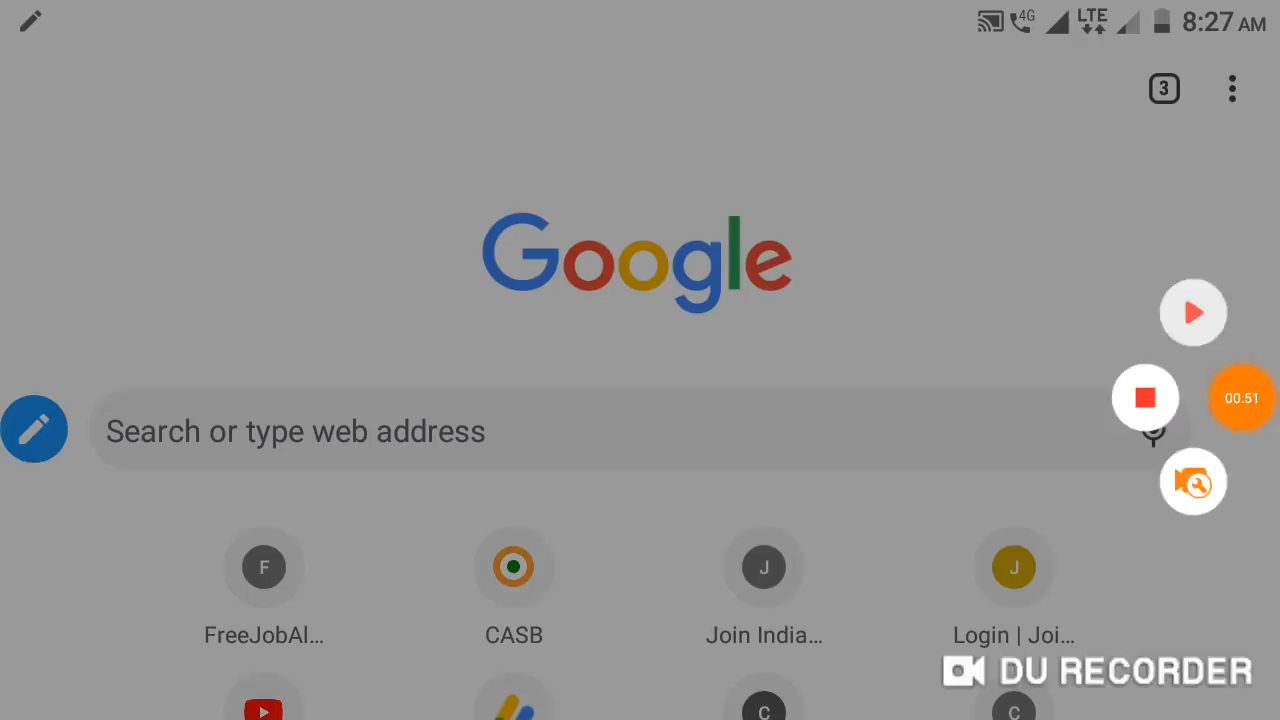 4G LTE 8:27 AM
3
Google
00:51
Search or type web address
F J J
FreeJobAl... CASB Join India... Login | Joi...
DU RECORDER
C C